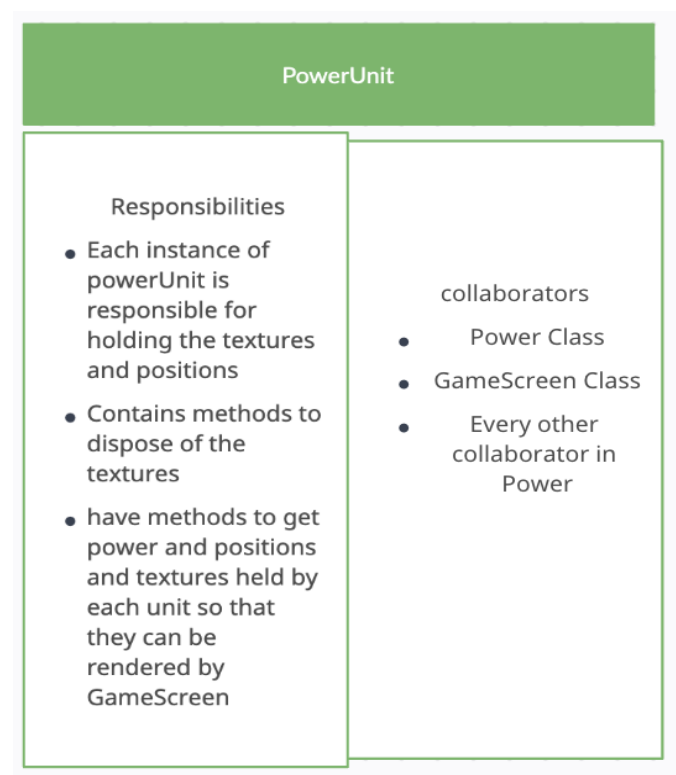 PowerUnit
Responsibilities
Each instance of
powerUnit is
responsible for
holding the textures
and positions
Contains methods to
dispose of the
textures
have methods to get
power and positions
and textures held by
each unit so that
they can be
rendered by
GameScreen
collaborators
Power Class
GameScreen Class
Every other
collaborator in
Power